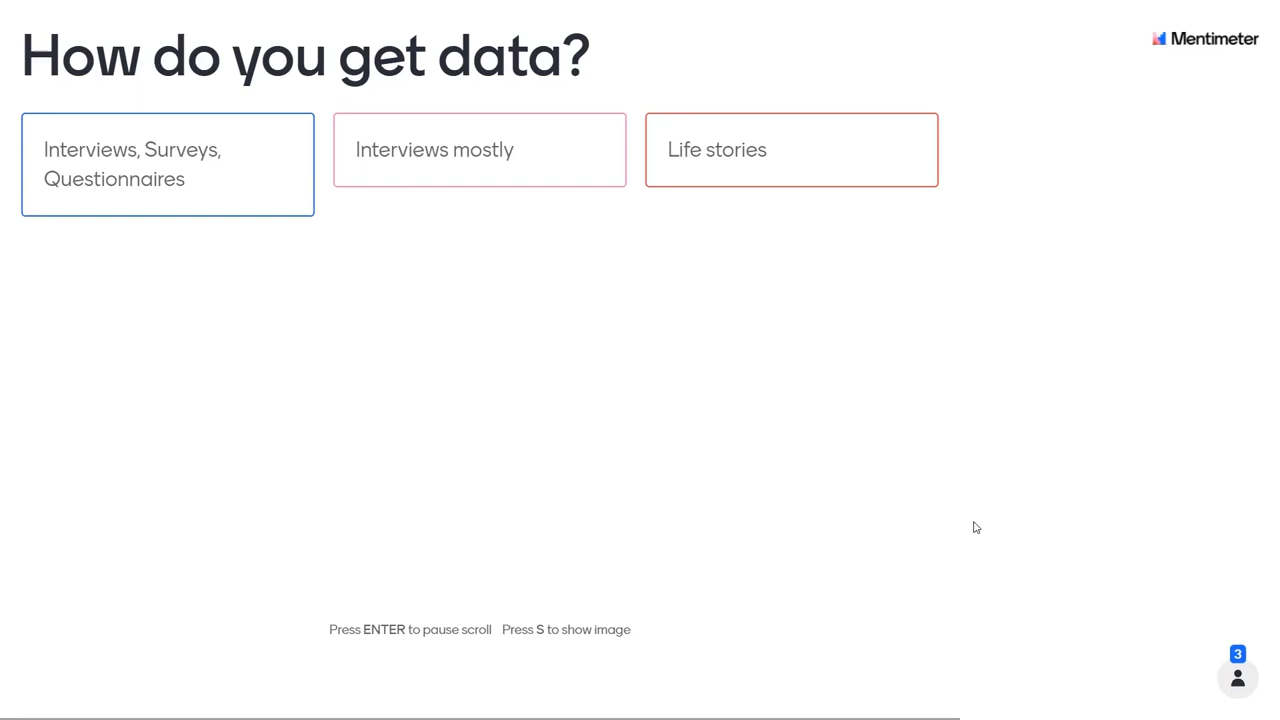 How do you get data?
Mentimeter
Interviews, Surveys,
Questionnaires
Interviews mostly
Life stories
Press ENTER to pause scroll Press S to show image
3